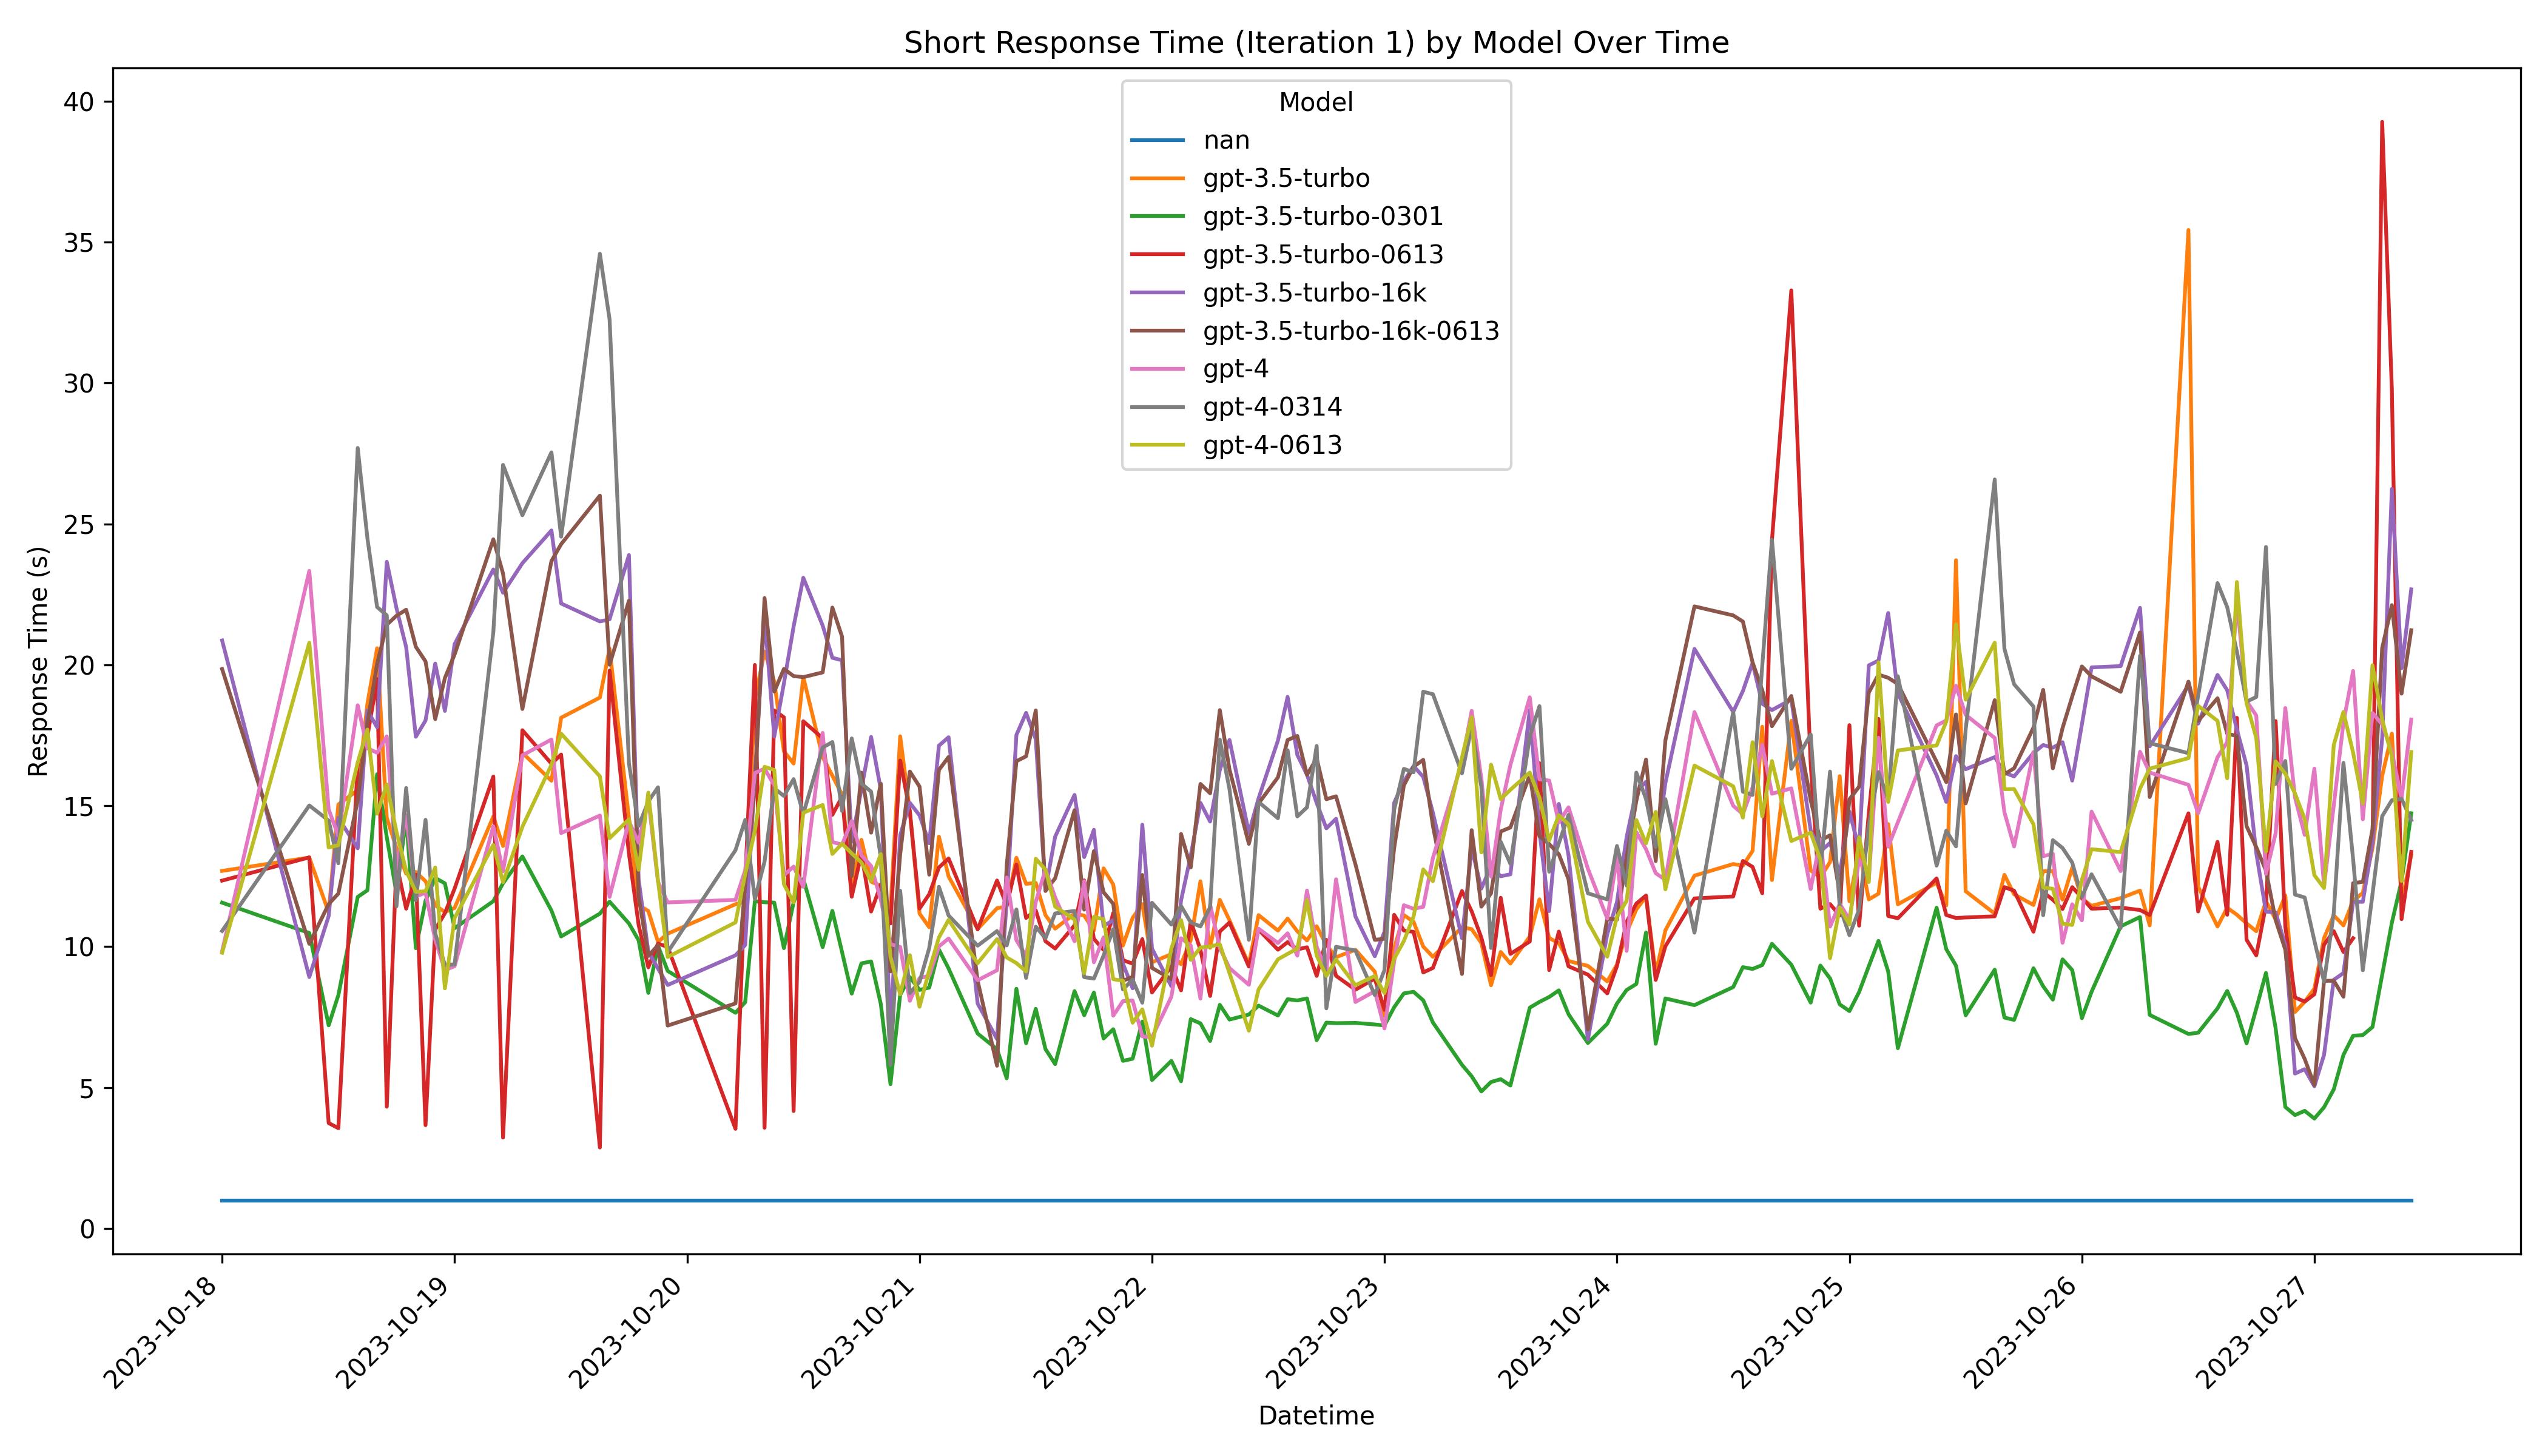 Short Response Time (Iteration 1) by Model Over Time
Model
nan
gpt-3.5-turbo
gpt-3.5-turbo-0301
gpt-3.5-turbo-0613
gpt-3.5-turbo-16k
gpt-3.5-turbo-16k-0613
gpt-4
gpt-4-0314
gpt-4-0613
Response Time (s)
40
35
30
25
20
15
10
5
0
2023-10-18
2023-10-19
2023-10-20
2023-10-21
2023-10-22
2023-10-23
2023-10-24
2023-10-25
2023-10-26
2023-10-27
Datetime